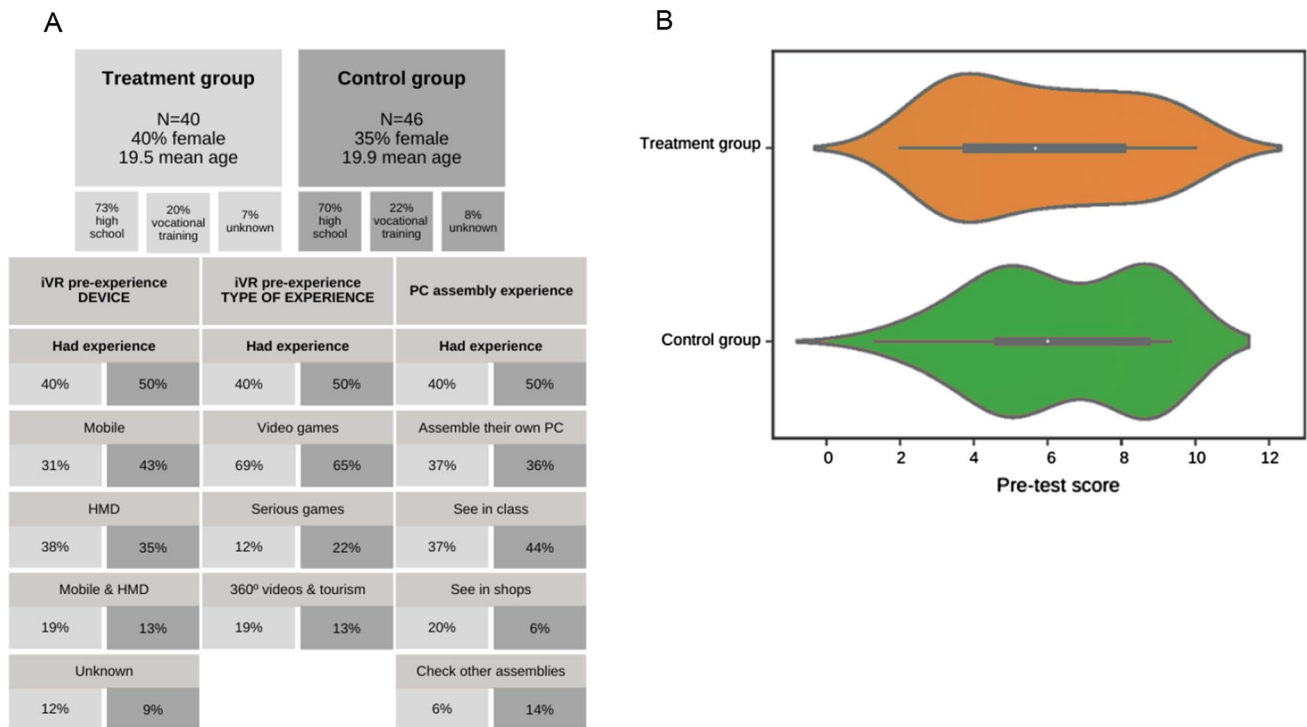 A
Treatment group
N=40
40% female
19.5 mean age
Control group
N=46
35% female
19.9 mean age
73%
high
school
20%
vocational
training
7%
unknown
70%
high
school
22%
vocational
training
8%
unknown
iVR pre-experience
DEVICE
iVR pre-experience
TYPE OF EXPERIENCE
PC assembly experience
Had experience
Had experience
Had experience
40%
50%
40%
50%
40%
50%
Mobile
Video games
Assemble their own PC
31%
43%
69%
65%
37%
36%
HMD
Serious games
See in class
38%
35%
12%
22%
37%
44%
Mobile & HMD
360º videos & tourism
See in shops
19%
13%
19%
13%
20%
6%
Unknown
Check other assemblies
12%
9%
6%
14%
B
Treatment group
Control group
0
2
4
6
8
10
12
Pre-test score